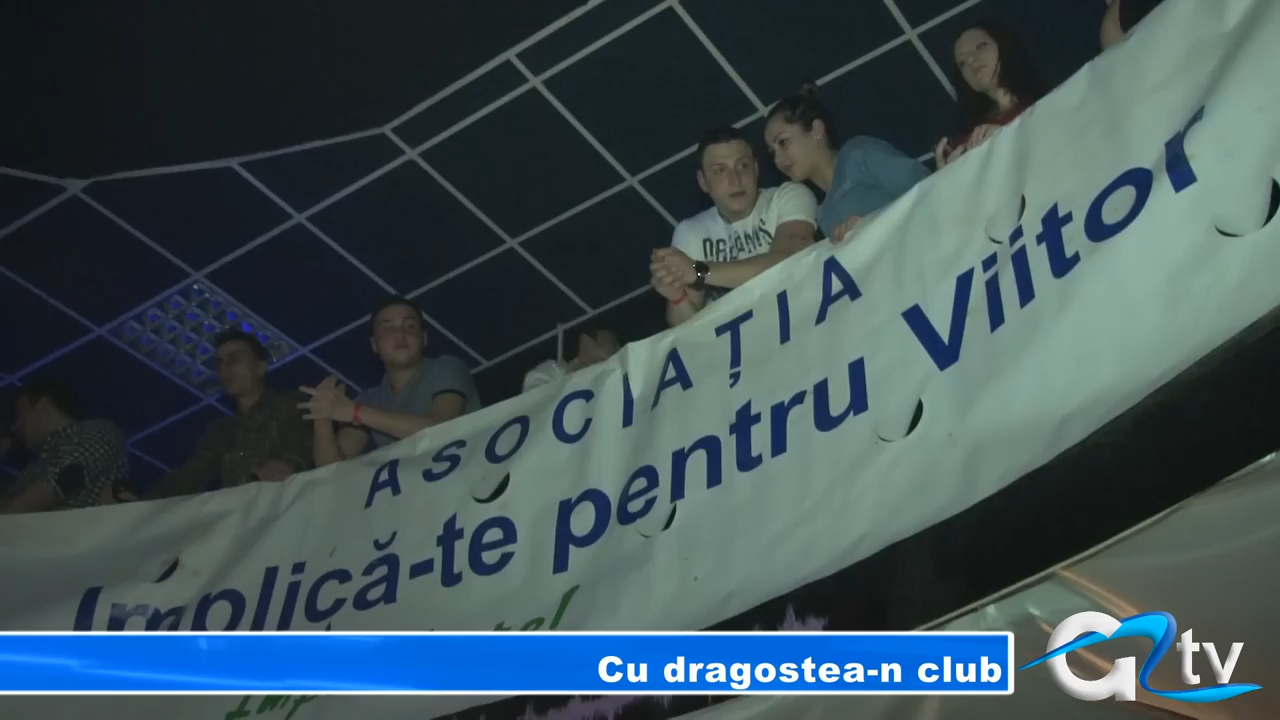 ASOCIAȚIA
Implică-te pentru Viitor
Cu dragostea-n club
tv